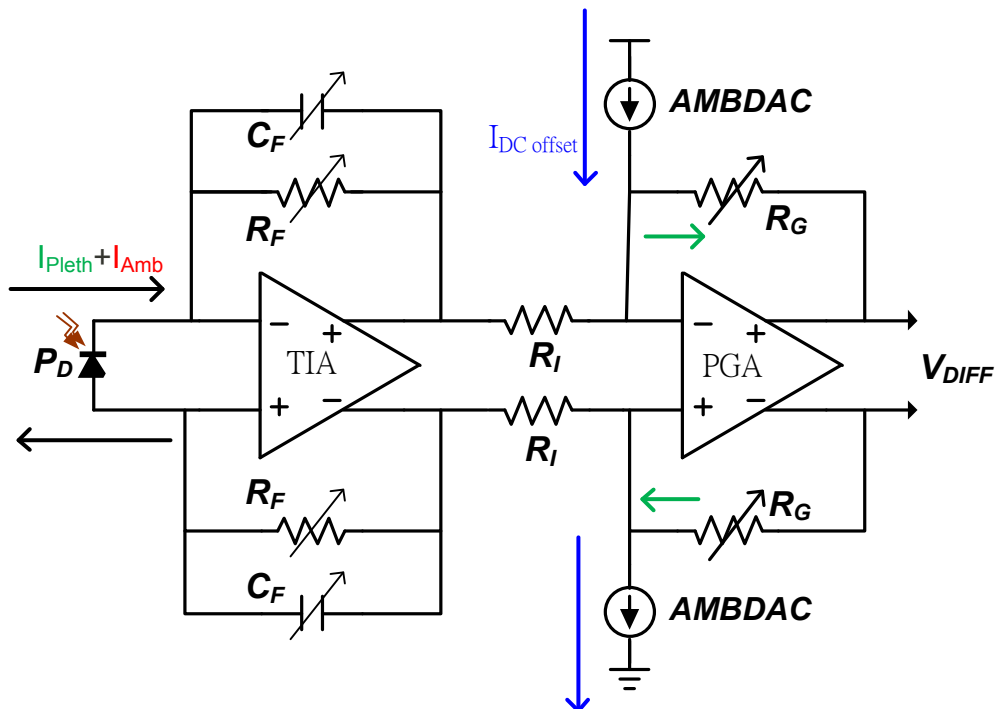 AMBDAC
C_F
I_DC offset
R_F
R_G
I_Pleth+I_Amb
− +
TIA
+ −
P_D
R_I
R_I
− +
PGA
+ −
V_DIFF
R_F
R_G
C_F
AMBDAC